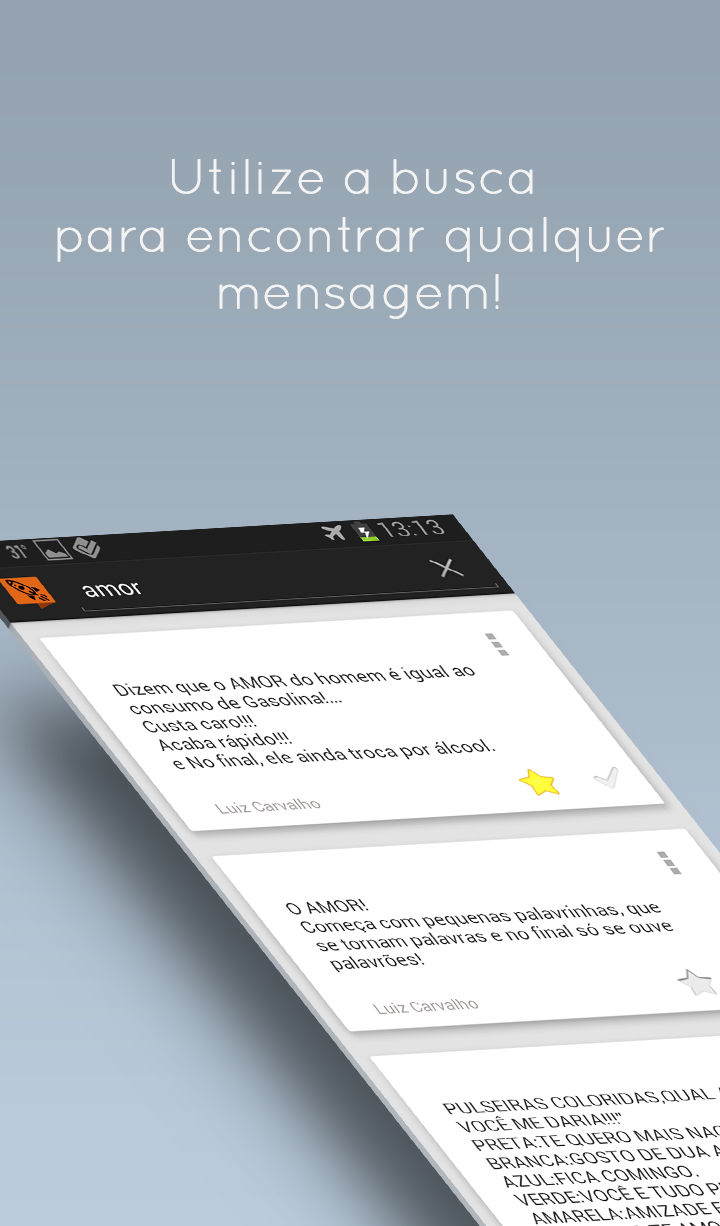 Utilize a busca
para encontrar qualquer
mensagem!
31° 13:13
amor
Dizem que o AMOR do homem é igual ao
consumo de Gasolina!....
Custa caro!!!
Acaba rápido!!!
e No final, ele ainda troca por álcool.
Luiz Carvalho
O AMOR!
Começa com pequenas palavrinhas, que
se tornam palavras e no final só se ouve
palavrões!
Luiz Carvalho
PULSEIRAS COLORIDAS,QUAL
VOCÊ ME DARIA!!!!"
PRETA:TE QUERO MAIS
BRANCA:GOSTO DE DUA
AZUL:FICA COMINGO.
VERDE:VOCÊ E TUDO
AMARELA:AMIZADE